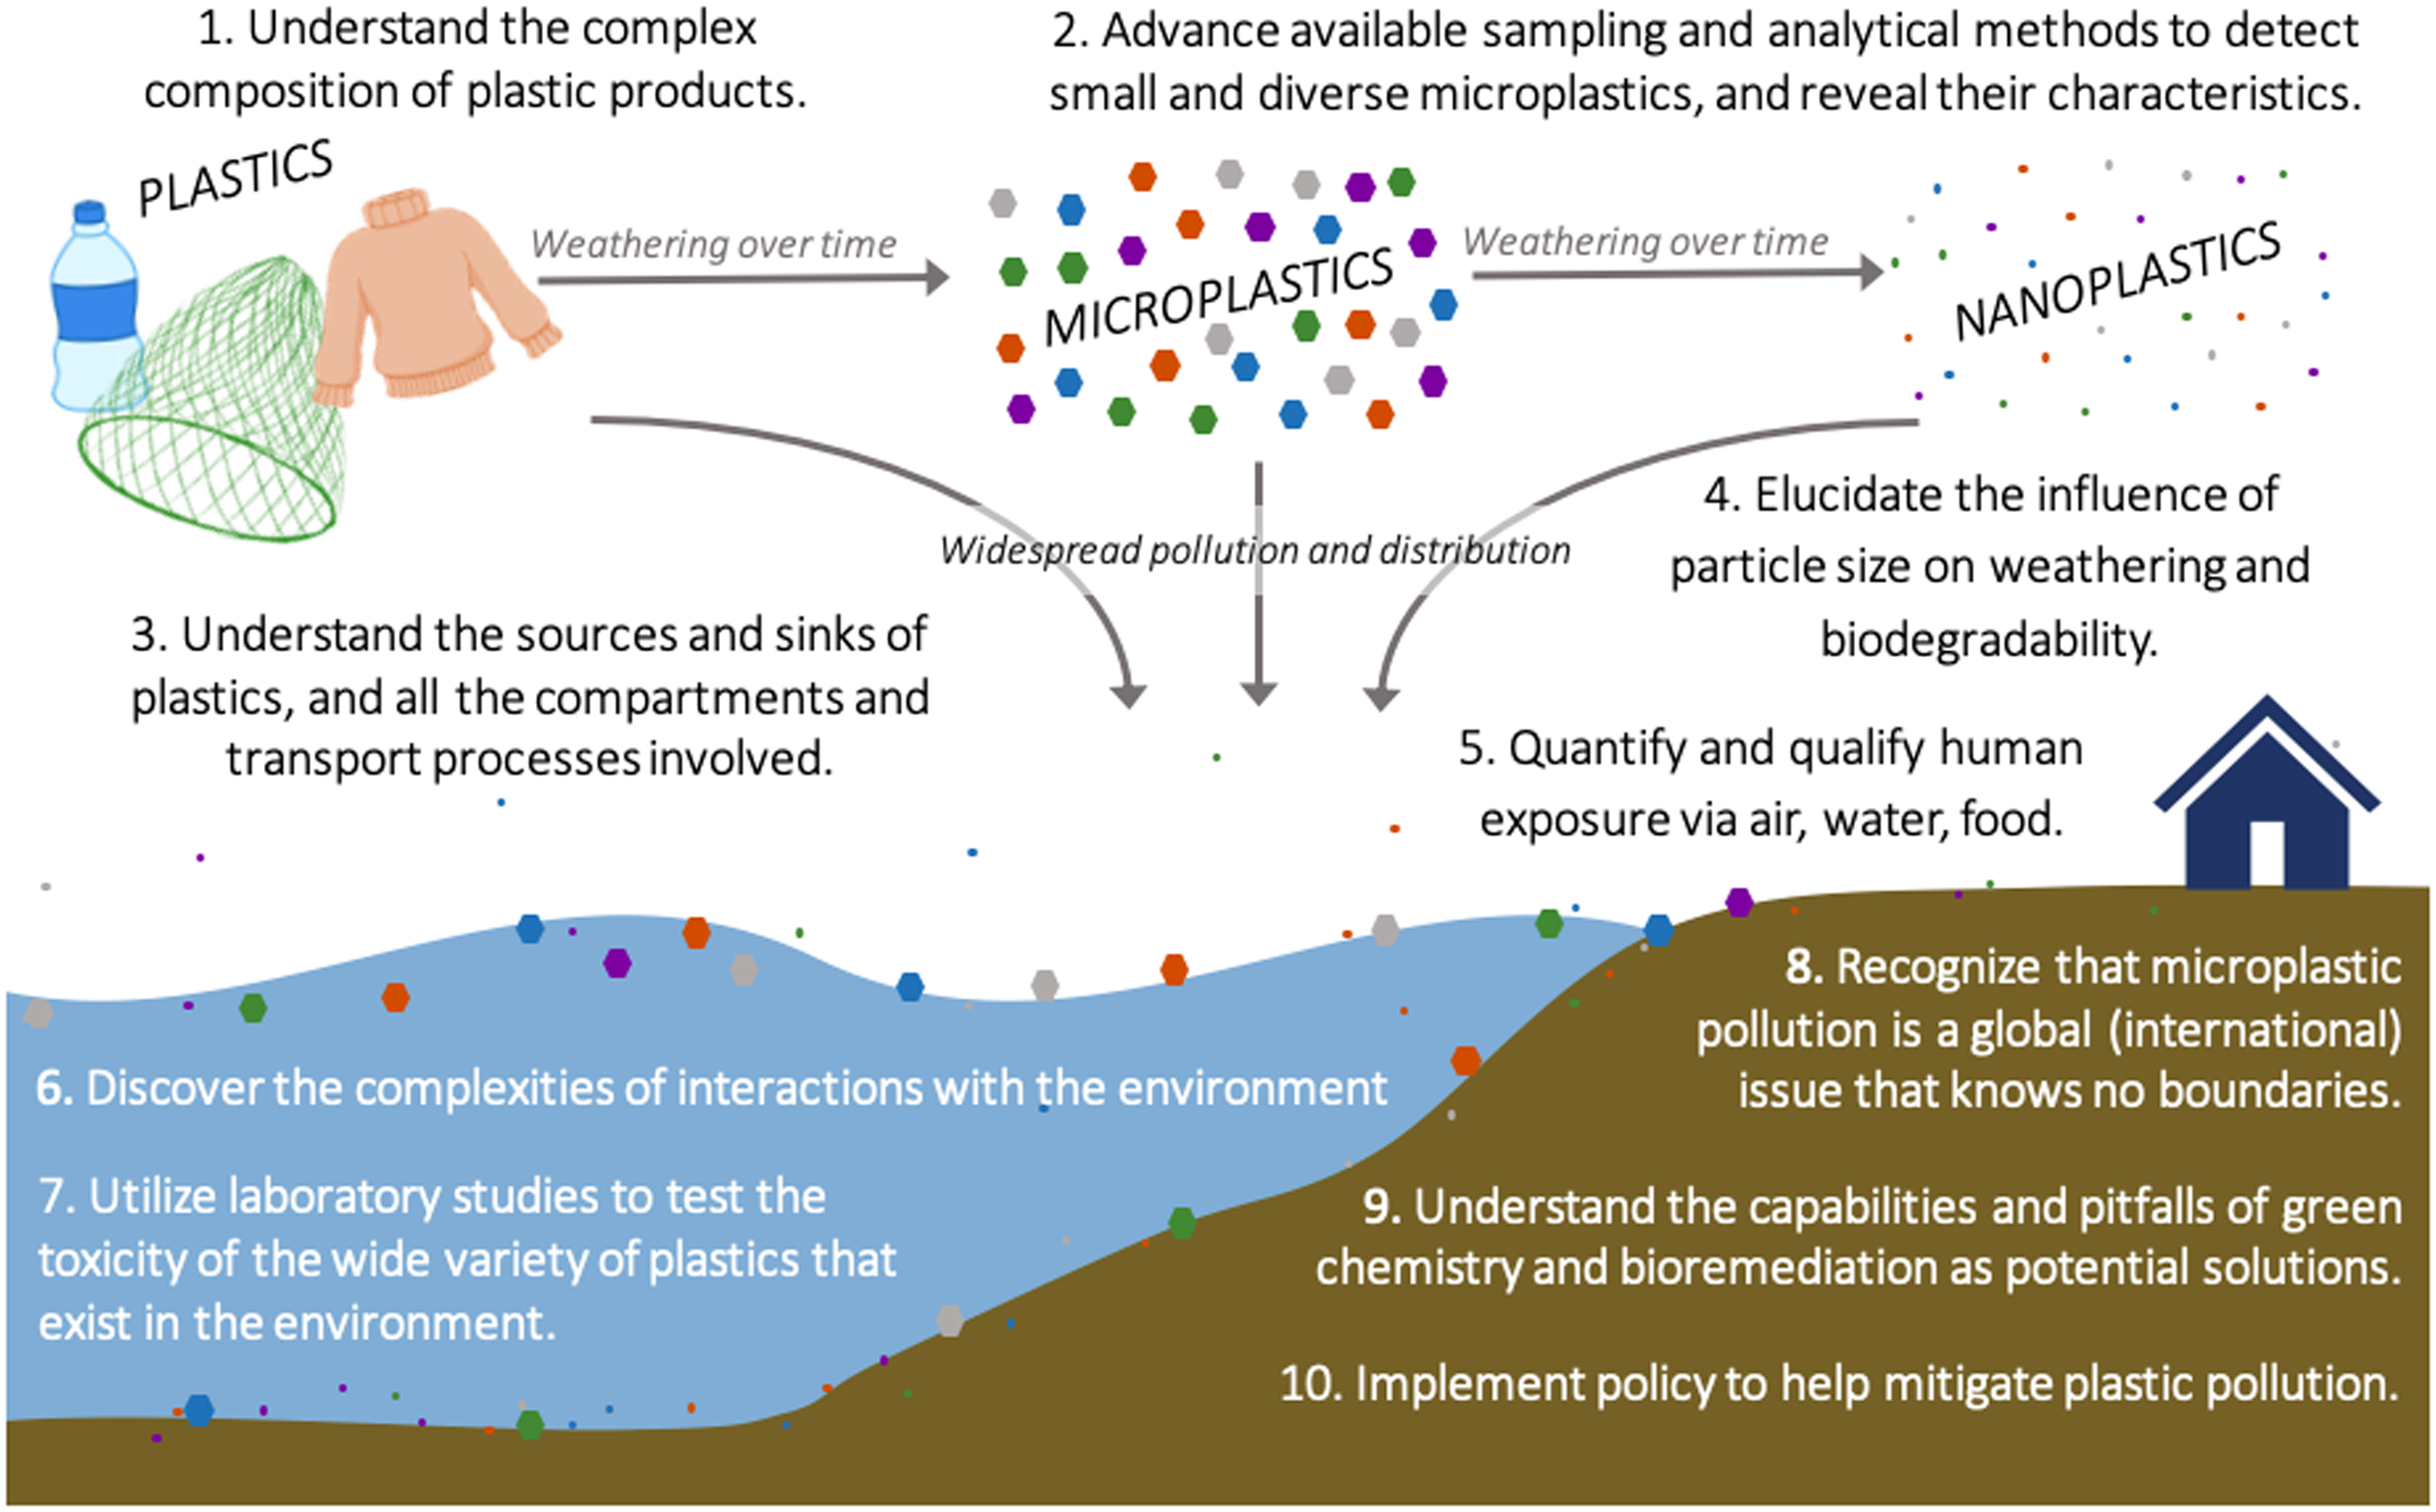 1. Understand the complex
composition of plastic products.
2. Advance available sampling and analytical methods to detect
small and diverse microplastics, and reveal their characteristics.
PLASTICS
Weathering over time
MICROPLASTICS
Weathering over time
NANOPLASTICS
Widespread pollution and distribution
3. Understand the sources and sinks of
plastics, and all the compartments and
transport processes involved.
4. Elucidate the influence of
particle size on weathering and
biodegradability.
5. Quantify and qualify human
exposure via air, water, food.
6. Discover the complexities of interactions with the environment
7. Utilize laboratory studies to test the
toxicity of the wide variety of plastics that
exist in the environment.
8. Recognize that microplastic
pollution is a global (international)
issue that knows no boundaries.
9. Understand the capabilities and pitfalls of green
chemistry and bioremediation as potential solutions.
10. Implement policy to help mitigate plastic pollution.